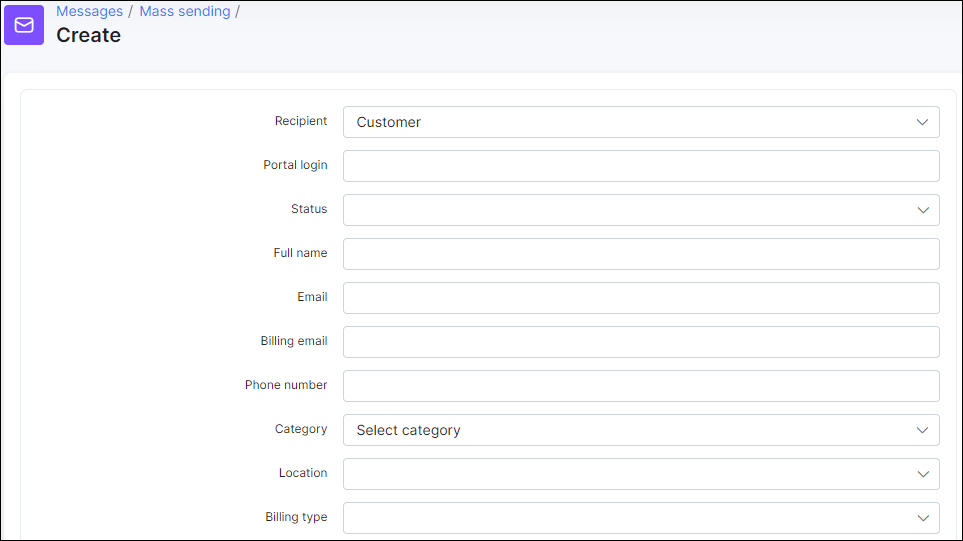 Messages / Mass sending /
Create
Recipient Customer
Portal login
Status
Full name
Email
Billing email
Phone number
Category Select category
Location
Billing type